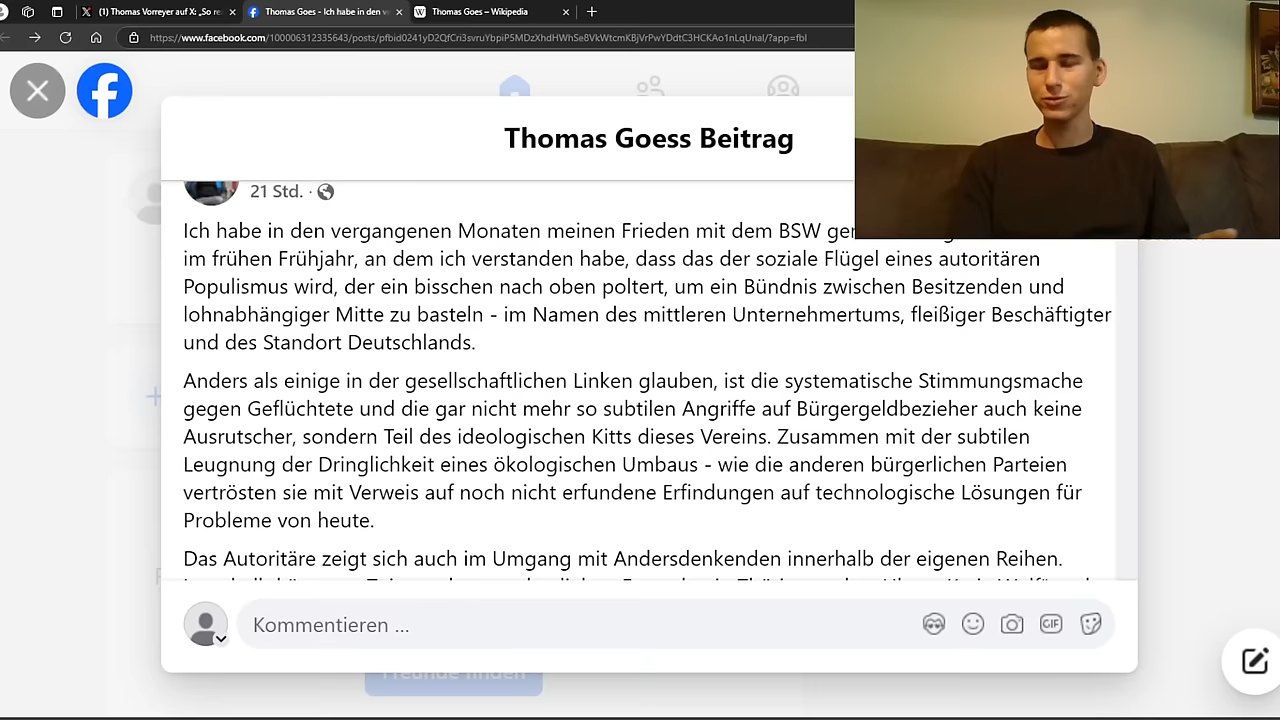 (1) Thomas Vorreyer auf X: „So re
Thomas Goes - Ich habe in den v
Thomas Goes – Wikipedia
https://www.facebook.com/100006312335643/posts/pfbid0241yD2QfCri3svruYbpiP5MDzXhdHWhSe8VkWtcmKBjVrPwYDdtC3HCKAo1nLqUnal/?app=fbl
Thomas Goess Beitrag
21 Std. ·
Ich habe in den vergangenen Monaten meinen Frieden mit dem BSW
im frühen Frühjahr, an dem ich verstanden habe, dass das der soziale Flügel eines autoritären
Populismus wird, der ein bisschen nach oben poltert, um ein Bündnis zwischen Besitzenden und
lohnabhängiger Mitte zu basteln - im Namen des mittleren Unternehmertums, fleißiger Beschäftigter
und des Standort Deutschlands.
Anders als einige in der gesellschaftlichen Linken glauben, ist die systematische Stimmungsmache
gegen Geflüchtete und die gar nicht mehr so subtilen Angriffe auf Bürgergeldbezieher auch keine
Ausrutscher, sondern Teil des ideologischen Kitts dieses Vereins. Zusammen mit der subtilen
Leugnung der Dringlichkeit eines ökologischen Umbaus - wie die anderen bürgerlichen Parteien
vertrösten sie mit Verweis auf noch nicht erfundene Erfindungen auf technologische Lösungen für
Probleme von heute.
Das Autoritäre zeigt sich auch im Umgang mit Andersdenkenden innerhalb der eigenen Reihen.
Kommentieren …
GIF
Freunde finden